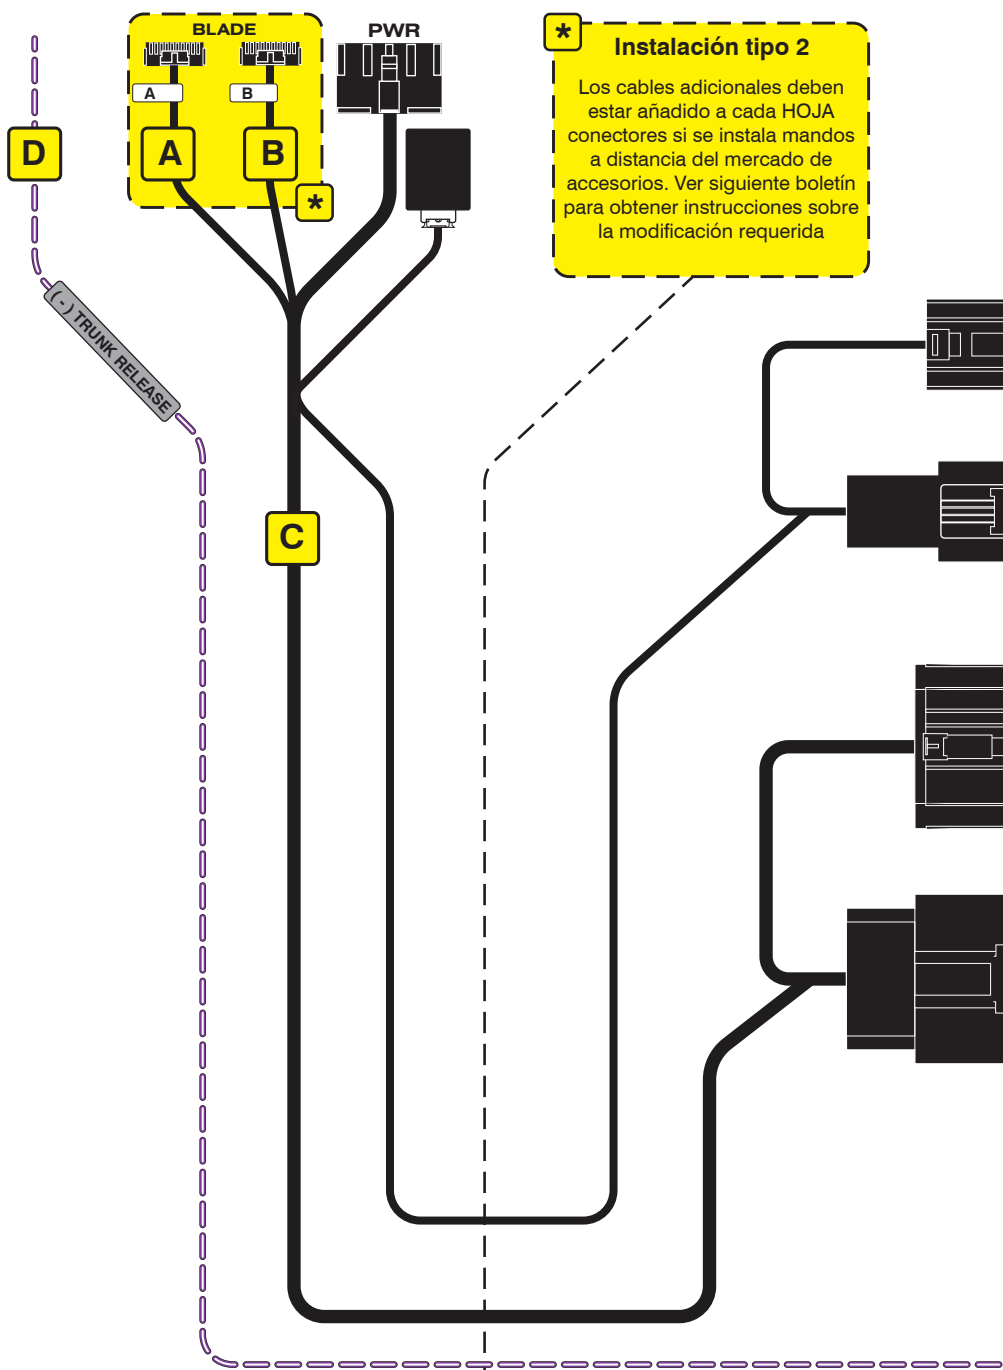 BLADE
PWR
A
B
D
A
B
*
*
Instalación tipo 2
Los cables adicionales deben
estar añadido a cada HOJA
conectores si se instala mandos
a distancia del mercado de
accesorios. Ver siguiente boletín
para obtener instrucciones sobre
la modificación requerida
(-) TRUNK RELEASE
C